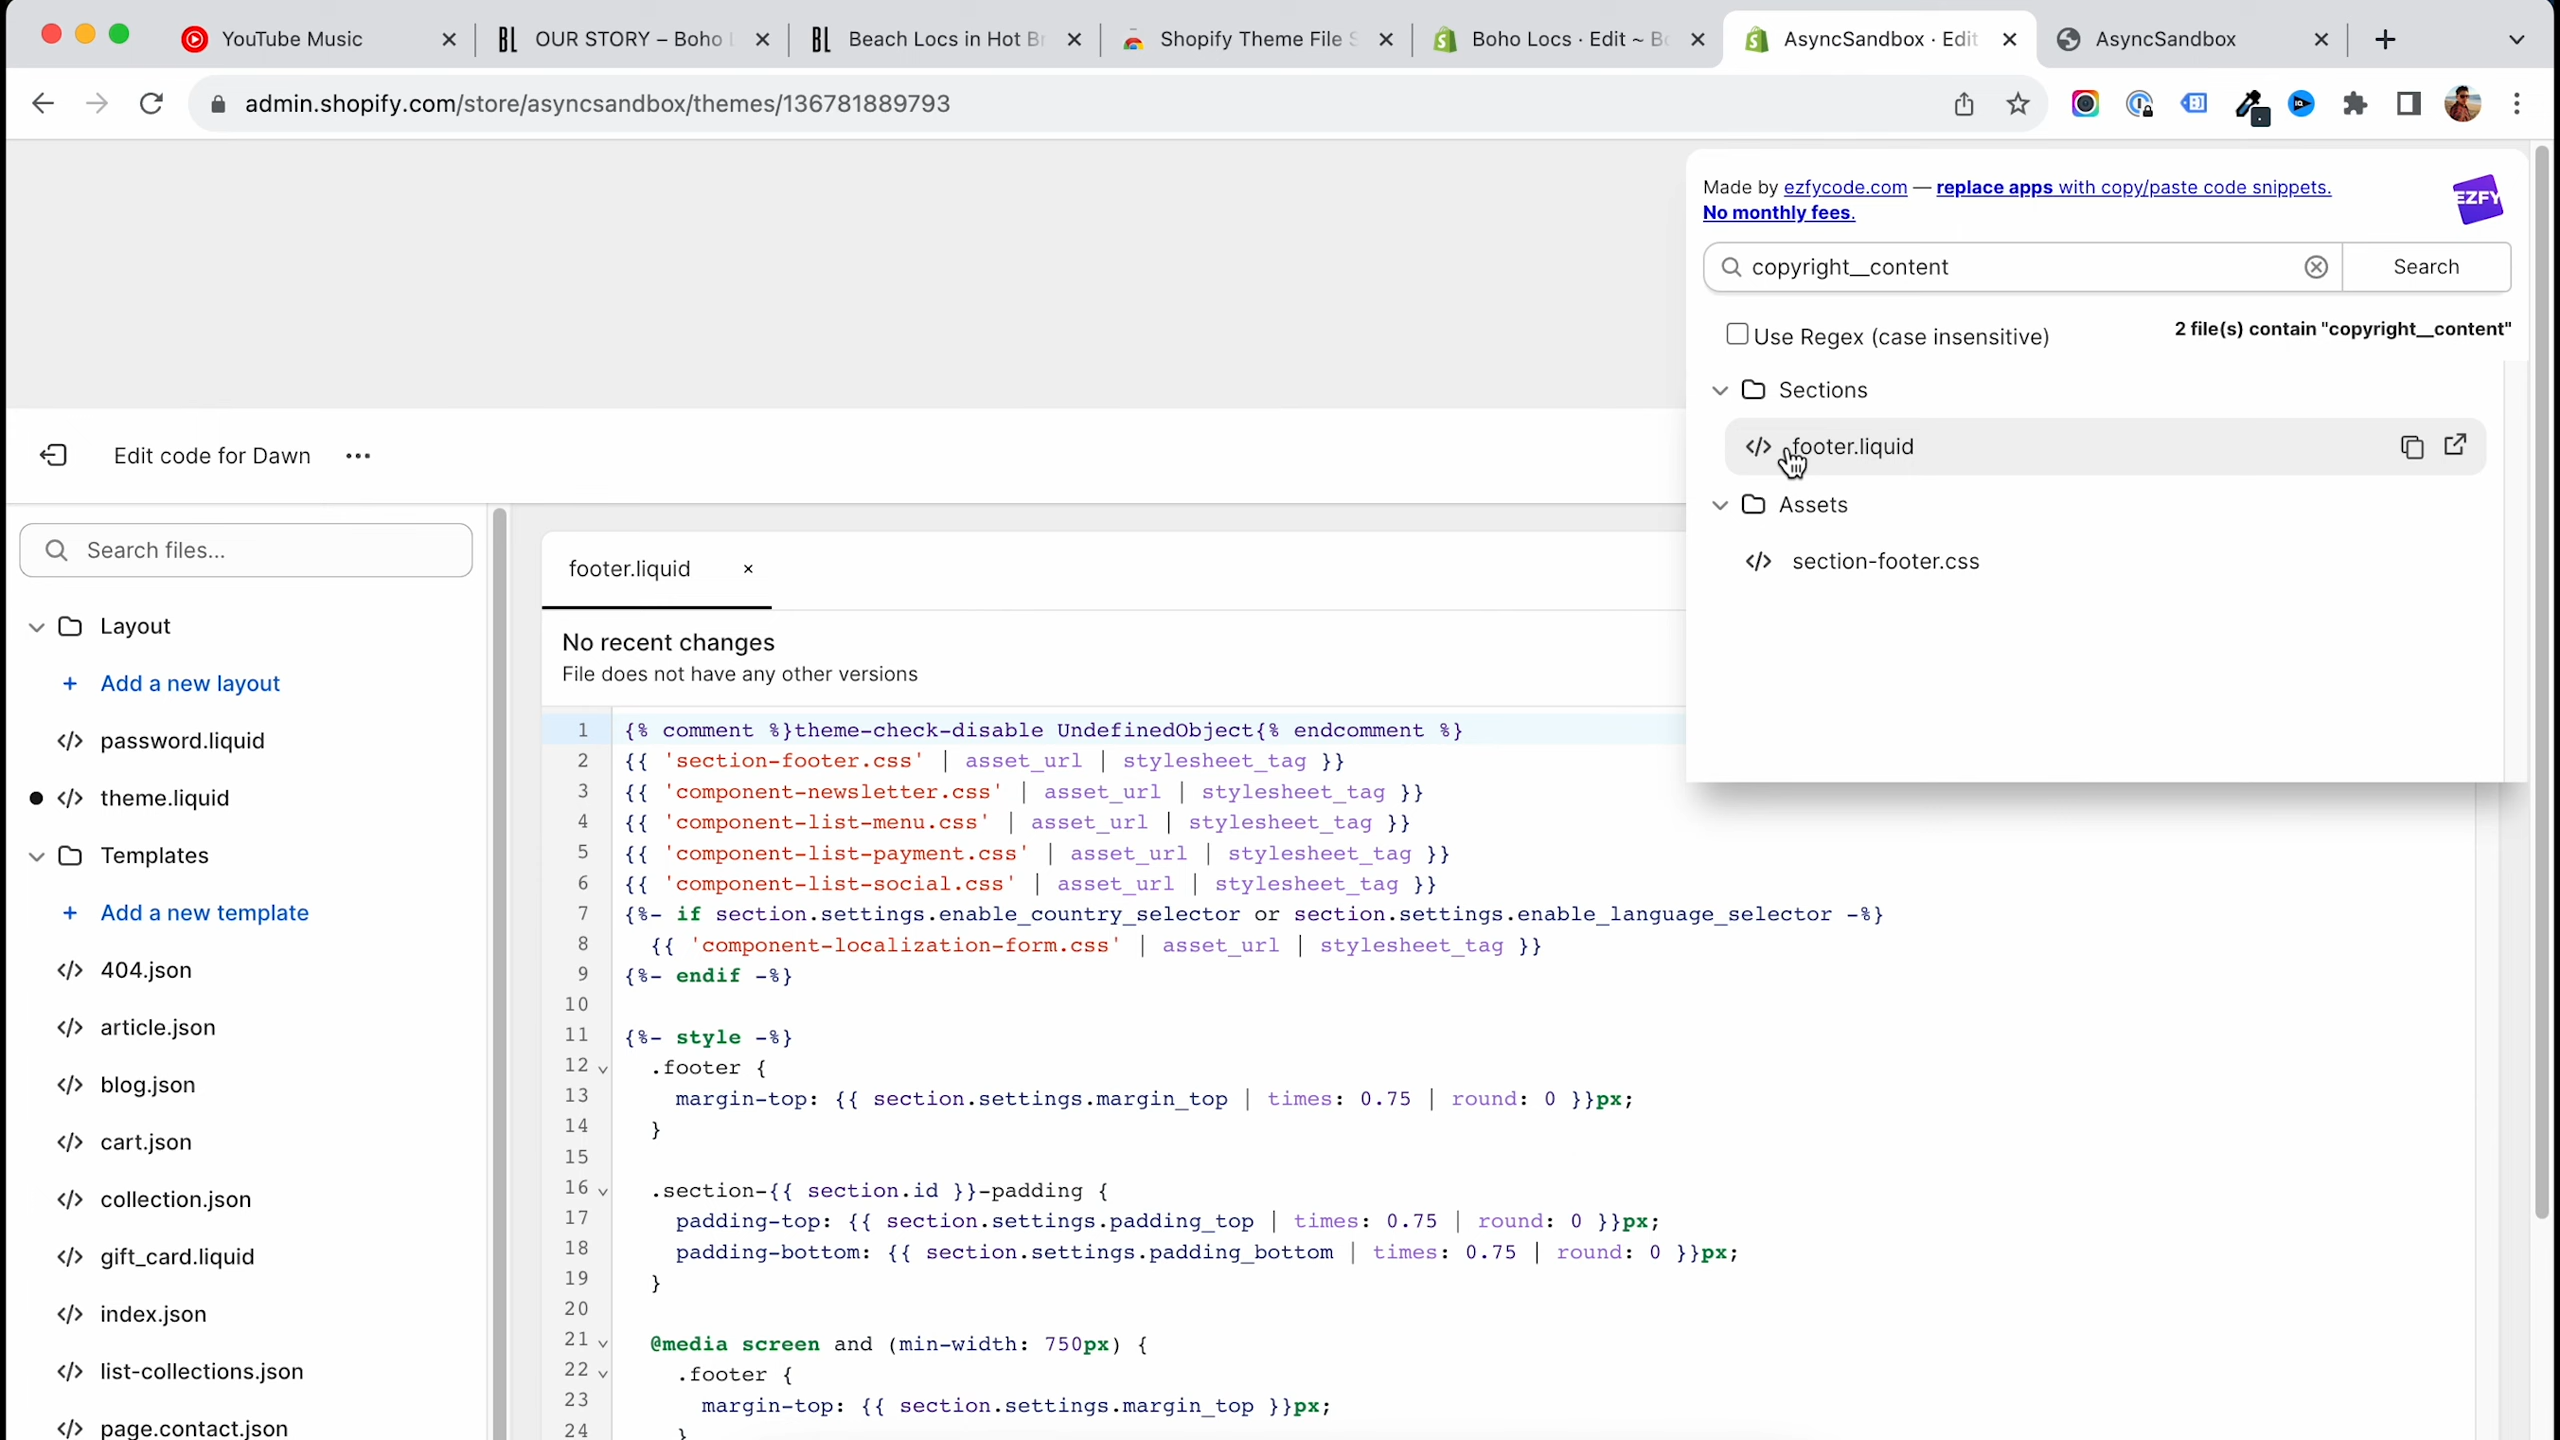 YouTube Music
BL OUR STORY – Boho L
BL Beach Locs in Hot Br
Shopify Theme File S
Boho Locs · Edit ~ Bo
AsyncSandbox · Edit
AsyncSandbox
admin.shopify.com/store/asyncsandbox/themes/136781889793
Made by ezfycode.com — replace apps with copy/paste code snippets.
No monthly fees.
EZFY
copyright__content
Search
Use Regex (case insensitive)
2 file(s) contain "copyright__content"
Sections
footer.liquid
Assets
section-footer.css
Edit code for Dawn
Search files...
Layout
+ Add a new layout
password.liquid
theme.liquid
Templates
+ Add a new template
404.json
article.json
blog.json
cart.json
collection.json
gift_card.liquid
index.json
list-collections.json
page.contact.json
footer.liquid
No recent changes
File does not have any other versions
1 {% comment %}theme-check-disable UndefinedObject{% endcomment %}
2 {{ 'section-footer.css' | asset_url | stylesheet_tag }}
3 {{ 'component-newsletter.css' | asset_url | stylesheet_tag }}
4 {{ 'component-list-menu.css' | asset_url | stylesheet_tag }}
5 {{ 'component-list-payment.css' | asset_url | stylesheet_tag }}
6 {{ 'component-list-social.css' | asset_url | stylesheet_tag }}
7 {%- if section.settings.enable_country_selector or section.settings.enable_language_selector -%}
8 {{ 'component-localization-form.css' | asset_url | stylesheet_tag }}
9 {%- endif -%}
10
11 {%- style -%}
12 .footer {
13 margin-top: {{ section.settings.margin_top | times: 0.75 | round: 0 }}px;
14 }
15
16 .section-{{ section.id }}-padding {
17 padding-top: {{ section.settings.padding_top | times: 0.75 | round: 0 }}px;
18 padding-bottom: {{ section.settings.padding_bottom | times: 0.75 | round: 0 }}px;
19 }
20
21 @media screen and (min-width: 750px) {
22 .footer {
23 margin-top: {{ section.settings.margin_top }}px;
24 }